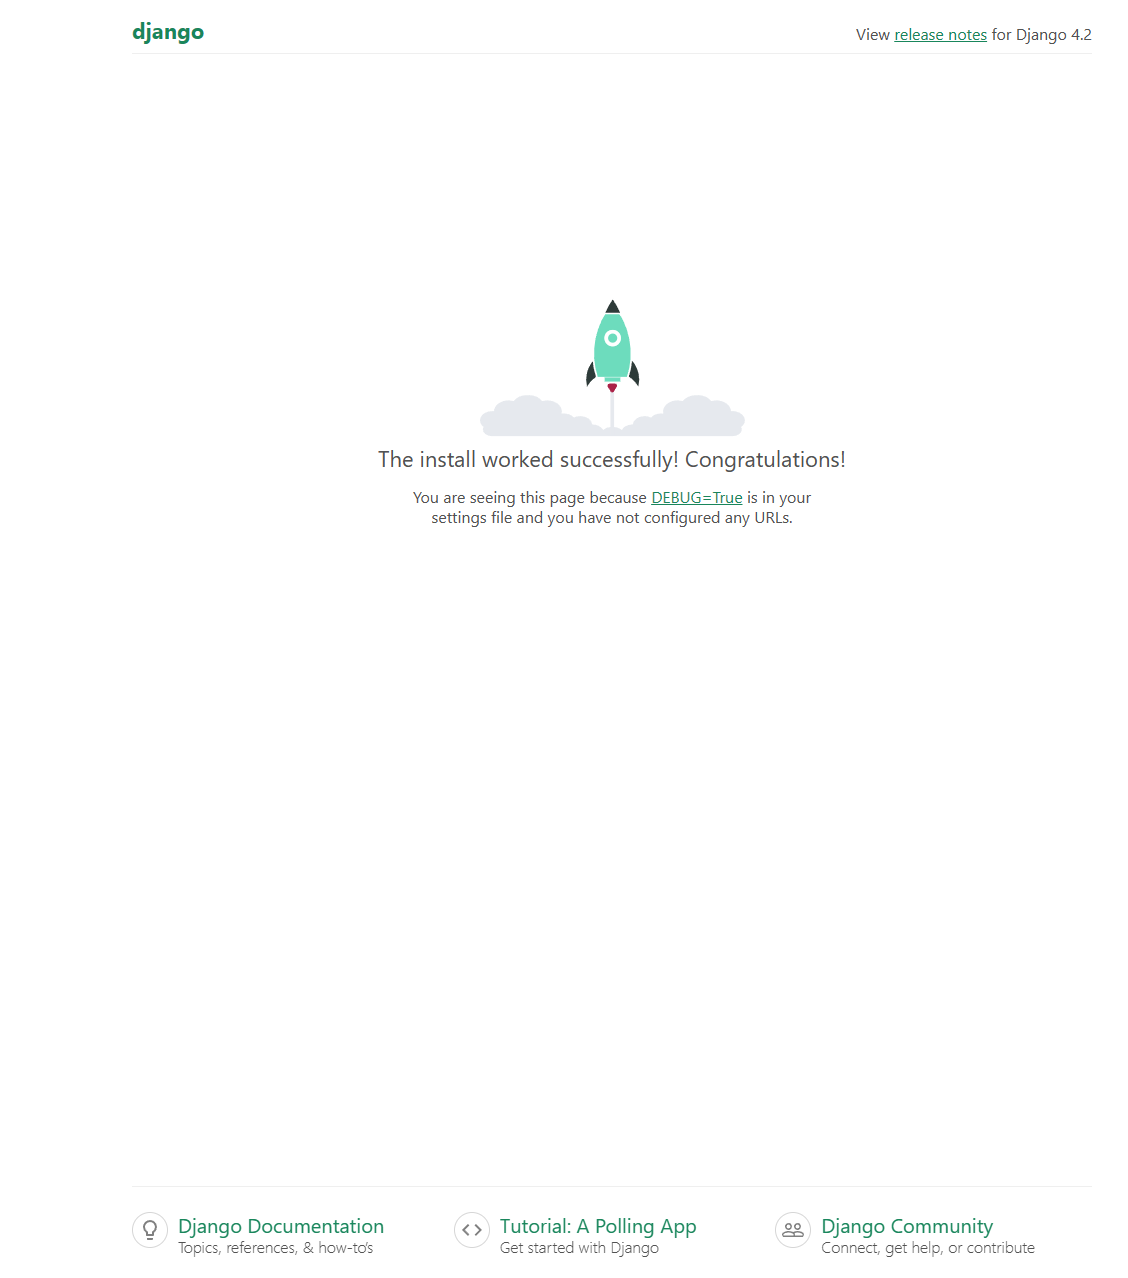 django
View release notes for Django 4.2
The install worked successfully! Congratulations!
You are seeing this page because DEBUG=True is in your
settings file and you have not configured any URLs.
Django Documentation
Topics, references, & how-to's
Tutorial: A Polling App
Get started with Django
Django Community
Connect, get help, or contribute